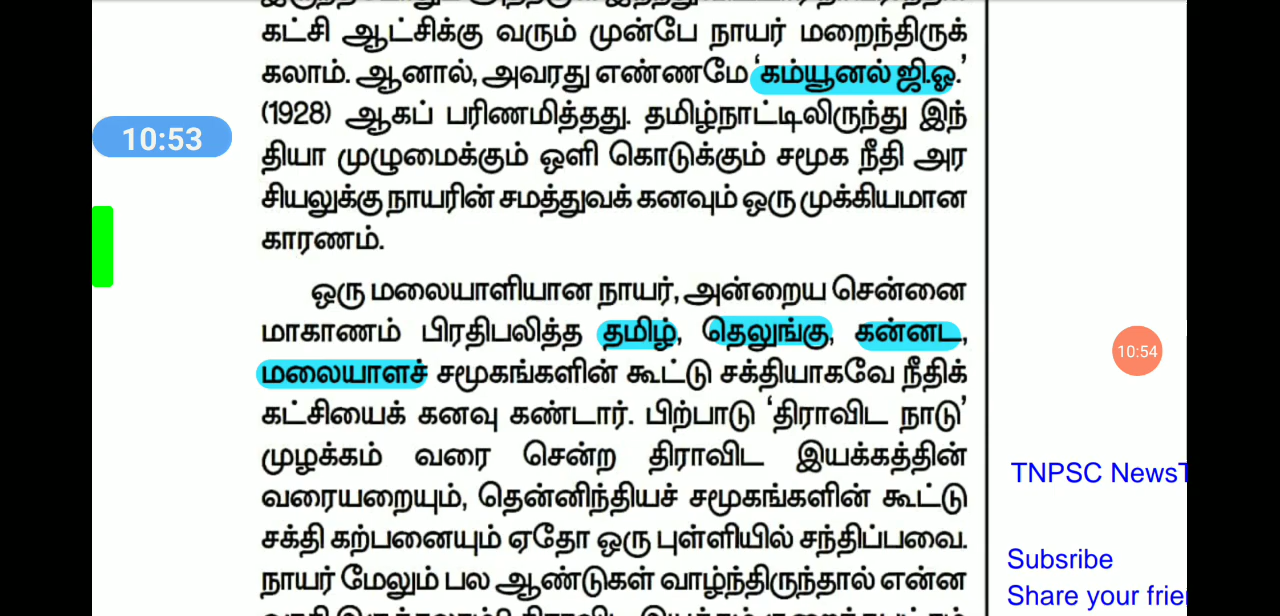 கட்சி ஆட்சிக்கு வரும் முன்பே நாயர் மறைந்திருக்
கலாம். ஆனால், அவரது எண்ணமே ‘கம்யூனல் ஜி.ஓ.’
(1928) ஆகப் பரிணமித்தது. தமிழ்நாட்டிலிருந்து இந்
தியா முழுமைக்கும் ஒளி கொடுக்கும் சமூக நீதி அர
சியலுக்கு நாயரின் சமத்துவக் கனவும் ஒரு முக்கியமான
காரணம்.
ஒரு மலையாளியான நாயர், அன்றைய சென்னை
மாகாணம் பிரதிபலித்த தமிழ், தெலுங்கு, கன்னட,
மலையாளச் சமூகங்களின் கூட்டு சக்தியாகவே நீதிக்
கட்சியைக் கனவு கண்டார். பிற்பாடு ‘திராவிட நாடு’
முழக்கம் வரை சென்ற திராவிட இயக்கத்தின்
வரையறையும், தென்னிந்தியச் சமூகங்களின் கூட்டு
சக்தி கற்பனையும் ஏதோ ஒரு புள்ளியில் சந்திப்பவை.
நாயர் மேலும் பல ஆண்டுகள் வாழ்ந்திருந்தால் என்ன
10:53
10:54
TNPSC NewsT
Subsribe
Share your frie